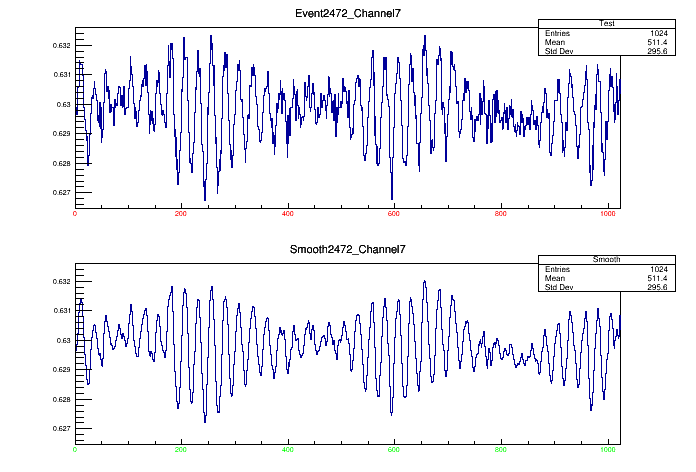 Event2472_Channel7
Test
Entries 1024
Mean 511.4
Std Dev 295.6
0.632
0.631
0.63
0.629
0.628
0.627
0 200 400 600 800 1000
Smooth2472_Channel7
Smooth
Entries 1024
Mean 511.4
Std Dev 295.6
0.632
0.631
0.63
0.629
0.628
0.627
0 200 400 600 800 1000